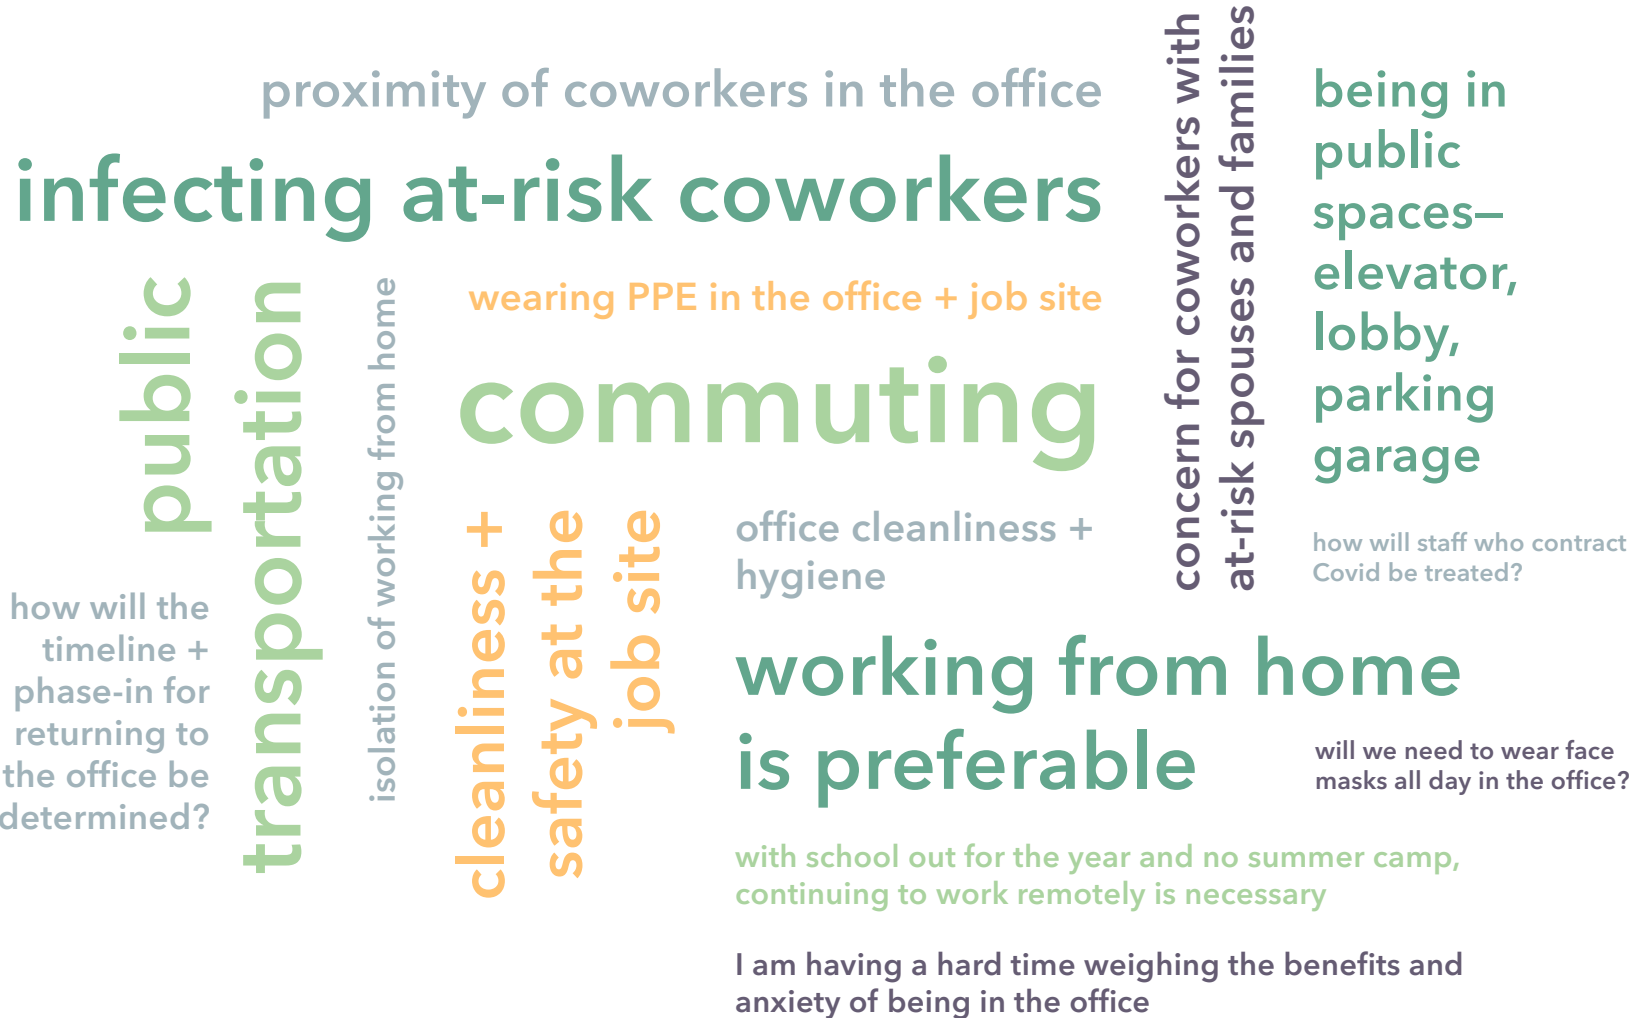 proximity of coworkers in the office
infecting at-risk coworkers
wearing PPE in the office + job site
commuting
public
transportation
isolation of working from home
how will the
timeline +
phase-in for
returning to
the office be
determined?
cleanliness +
safety at the
job site
office cleanliness +
hygiene
concern for coworkers with
at-risk spouses and families
being in
public
spaces—
elevator,
lobby,
parking
garage
how will staff who contract
Covid be treated?
working from home
is preferable
will we need to wear face
masks all day in the office?
with school out for the year and no summer camp,
continuing to work remotely is necessary
I am having a hard time weighing the benefits and
anxiety of being in the office